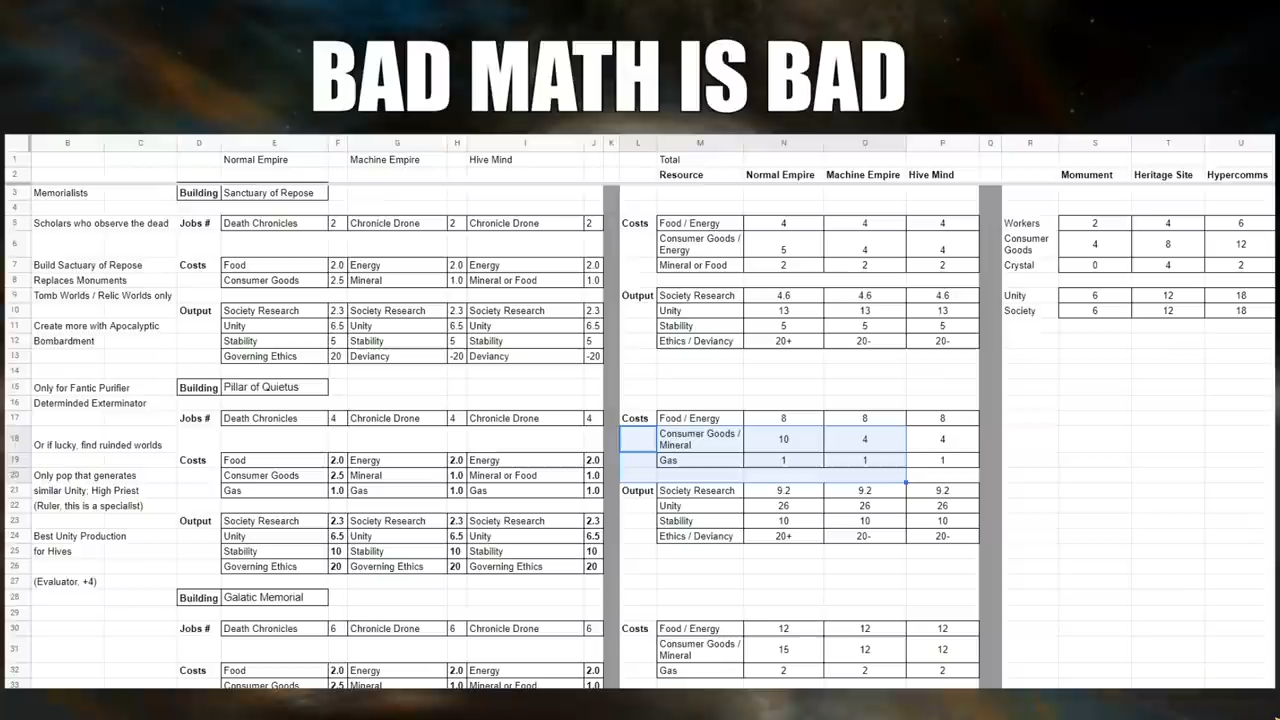 BAD MATH IS BAD
B C D E F G H I J K L M N O P Q R S T U
1 Normal Empire Machine Empire Hive Mind Total
2 Resource Normal Empire Machine Empire Hive Mind Momument Heritage Site Hypercomms
3 Memorialists Building Sanctuary of Repose
4
5 Scholars who observe the dead Jobs # Death Chronicles 2 Chronicle Drone 2 Chronicle Drone 2 Costs Food / Energy 4 4 4 Workers 2 4 6
6 Consumer Goods / Energy 5 4 4 Consumer Goods 4 8 12
7 Build Sactuary of Repose Costs Food 2.0 Energy 2.0 Energy 2.0 Mineral or Food 2 2 2 Crystal 0 4 2
8 Replaces Monuments Consumer Goods 2.5 Mineral 1.0 Mineral or Food 1.0
9 Tomb Worlds / Relic Worlds only Output Society Research 4.6 4.6 4.6 Unity 6 12 18
10 Output Society Research 2.3 Society Research 2.3 Society Research 2.3 Unity 13 13 13 Society 6 12 18
11 Create more with Apocalyptic Unity 6.5 Unity 6.5 Unity 6.5 Stability 5 5 5
12 Bombardment Stability 5 Stability 5 Stability 5 Ethics / Deviancy 20+ 20- 20-
13 Governing Ethics 20 Deviancy -20 Deviancy -20
14
15 Only for Fantic Purifier Building Pillar of Quietus
16 Determinded Exterminator
17 Jobs # Death Chronicles 4 Chronicle Drone 4 Chronicle Drone 4 Costs Food / Energy 8 8 8
18 Or if lucky, find ruinded worlds Consumer Goods / Mineral 10 4 4
19 Costs Food 2.0 Energy 2.0 Energy 2.0 Gas 1 1 1
20 Only pop that generates Consumer Goods 2.5 Mineral 1.0 Mineral or Food 1.0
21 similar Unity; High Priest Gas 1.0 Gas 1.0 Gas 1.0 Output Society Research 9.2 9.2 9.2
22 (Ruler, this is a specialist) Unity 26 26 26
23 Output Society Research 2.3 Society Research 2.3 Society Research 2.3 Stability 10 10 10
24 Best Unity Production Unity 6.5 Unity 6.5 Unity 6.5 Ethics / Deviancy 20+ 20- 20-
25 for Hives Stability 10 Stability 10 Stability 10
26 Governing Ethics 20 Governing Ethics 20 Governing Ethics 20
27 (Evaluator, +4)
28 Building Galatic Memorial
29
30 Jobs # Death Chronicles 6 Chronicle Drone 6 Chronicle Drone 6 Costs Food / Energy 12 12 12
31 Consumer Goods / Mineral 15 12 12
32 Costs Food 2.0 Energy 2.0 Energy 2.0 Gas 2 2 2
33 Consumer Goods 2.5 Mineral 1.0 Mineral or Food 1.0